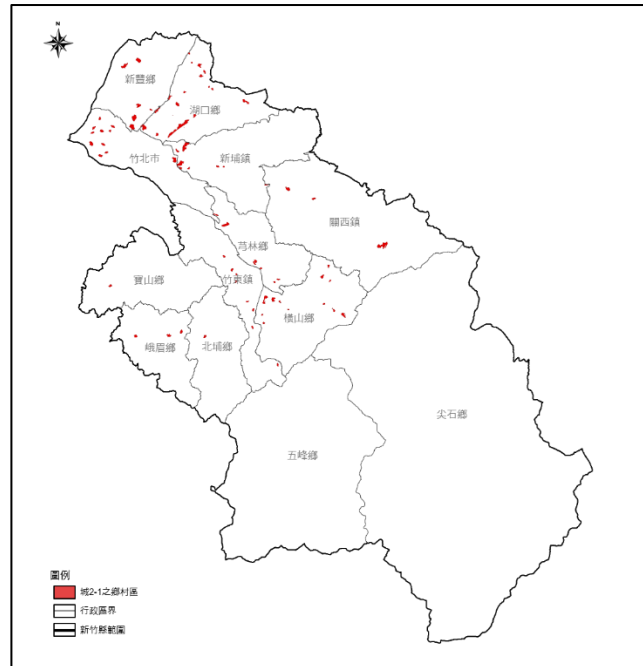 N
新豐鄉
湖口鄉
竹北市
新埔鎮
關西鎮
芎林鄉
寶山鄉
竹東鎮
橫山鄉
峨眉鄉
北埔鄉
尖石鄉
五峰鄉
圖例
城2-1之鄉村區
行政區界
新竹縣範圍